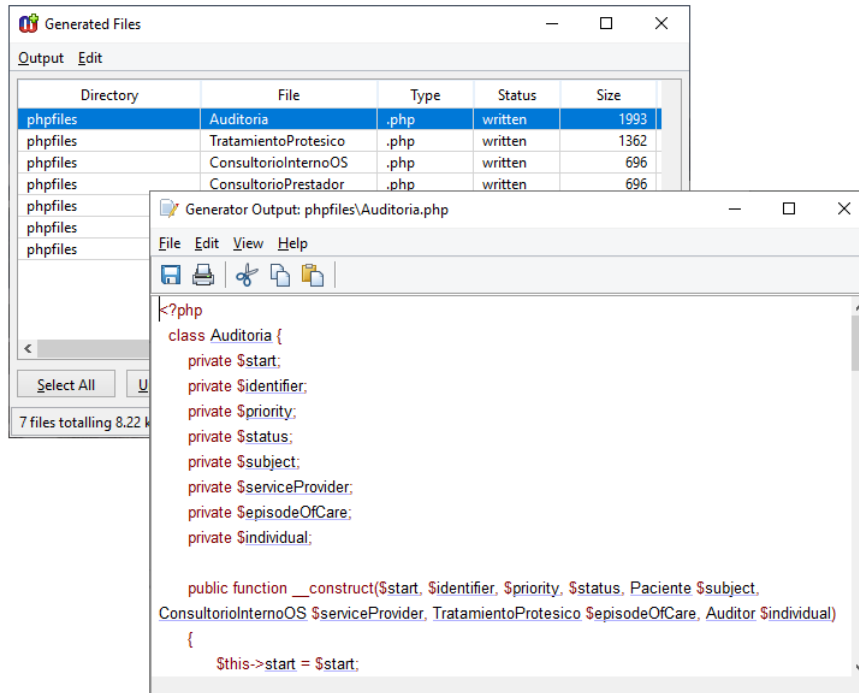 Generated Files
Output Edit
Directory File Type Status Size
phpfiles Auditoria .php written 1993
phpfiles TratamientoProtesico .php written 1362
phpfiles ConsultorioInternoOS .php written 696
phpfiles ConsultorioPrestador .php written 696
phpfiles
phpfiles
phpfiles
Select All U
7 files totalling 8.22 k
Generator Output: phpfiles\Auditoria.php
File Edit View Help
<?php
class Auditoria {
private $start;
private $identifier;
private $priority;
private $status;
private $subject;
private $serviceProvider;
private $episodeOfCare;
private $individual;
public function __construct($start, $identifier, $priority, $status, Paciente $subject,
ConsultorioInternoOS $serviceProvider, TratamientoProtesico $episodeOfCare, Auditor $individual)
{
$this->start = $start;